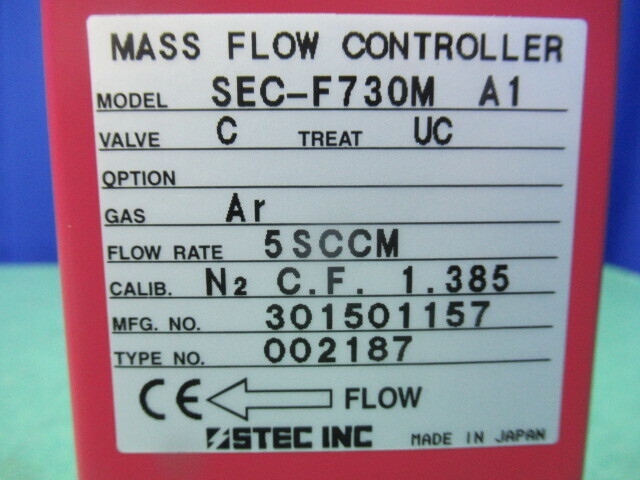 MASS FLOW CONTROLLER
MODEL SEC-F730M A1
VALVE C TREAT UC
OPTION
GAS Ar
FLOW RATE 5SCCM
CALIB. N2 C.F. 1.385
MFG. NO. 301501157
TYPE NO. 002187
CE FLOW
STEC INC MADE IN JAPAN